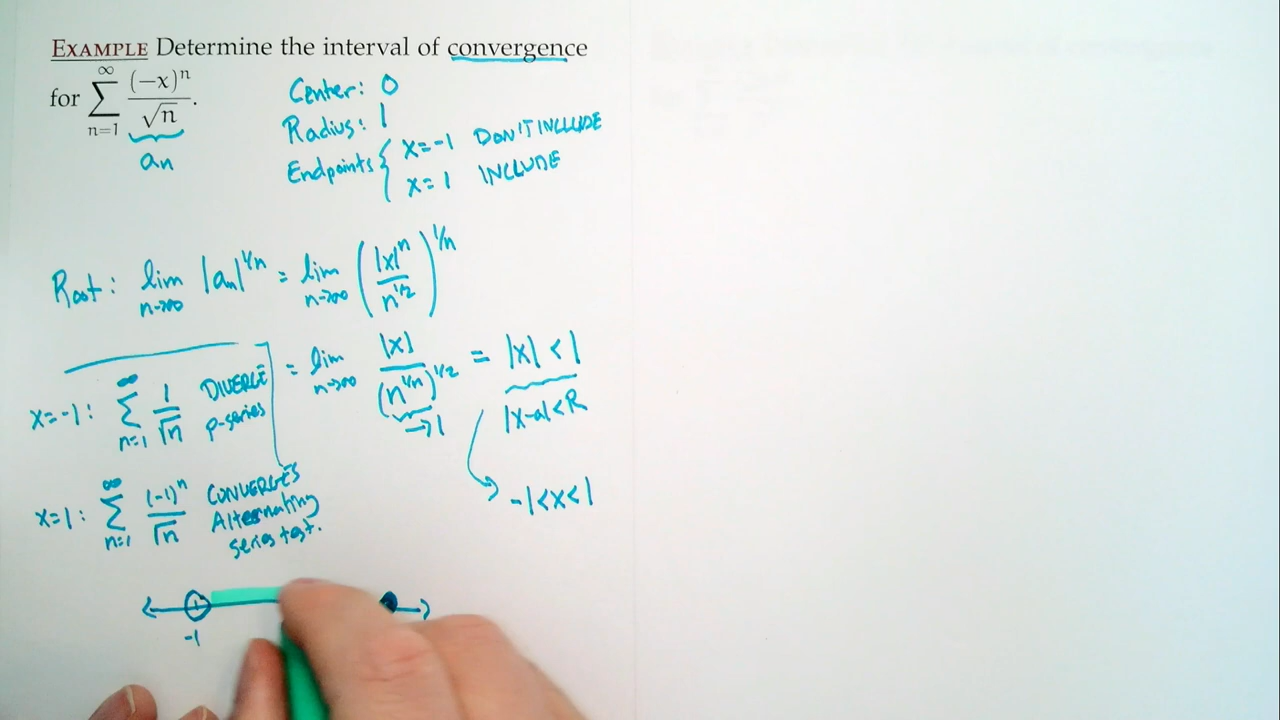 EXAMPLE Determine the interval of convergence
for ∑_{n=1}^{∞} (-x)^n / √n.
an
Center: 0
Radius: 1
Endpoints { x=-1 DON'T INCLUDE
x=1 INCLUDE
Root: lim_{n→∞} |an|^{1/n} = lim_{n→∞} (|x|^n / n^{1/2})^{1/n}
= lim_{n→∞} |x| / (n^{1/n})^{1/2} = |x| < 1
→1
|x-a|<R
-1<x<1
x=-1: ∑_{n=1}^{∞} 1/√n DIVERGE
p-series
x=1: ∑_{n=1}^{∞} (-1)^n / √n CONVERGES
Alternating
series test.
-1